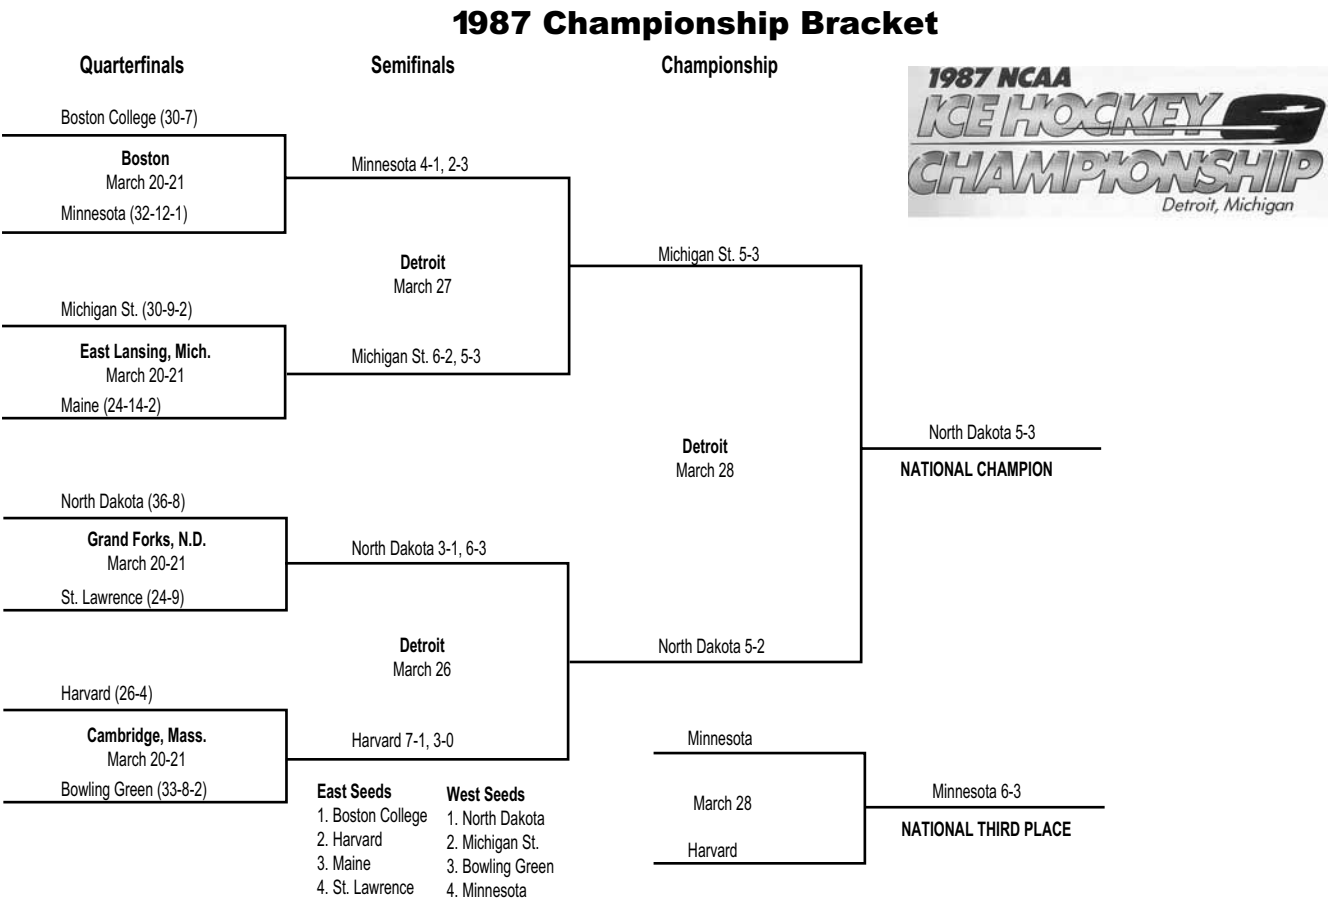 1987 Championship Bracket
Quarterfinals
Semifinals
Championship
1987 NCAA
ICE HOCKEY
CHAMPIONSHIP
Detroit, Michigan
Boston College (30-7)
Boston
March 20-21
Minnesota (32-12-1)
Michigan St. (30-9-2)
East Lansing, Mich.
March 20-21
Maine (24-14-2)
North Dakota (36-8)
Grand Forks, N.D.
March 20-21
St. Lawrence (24-9)
Harvard (26-4)
Cambridge, Mass.
March 20-21
Bowling Green (33-8-2)
Minnesota 4-1, 2-3
Detroit
March 27
Michigan St. 6-2, 5-3
North Dakota 3-1, 6-3
Detroit
March 26
Harvard 7-1, 3-0
Michigan St. 5-3
Detroit
March 28
North Dakota 5-2
North Dakota 5-3
NATIONAL CHAMPION
Minnesota
March 28
Harvard
Minnesota 6-3
NATIONAL THIRD PLACE
East Seeds
1. Boston College
2. Harvard
3. Maine
4. St. Lawrence
West Seeds
1. North Dakota
2. Michigan St.
3. Bowling Green
4. Minnesota